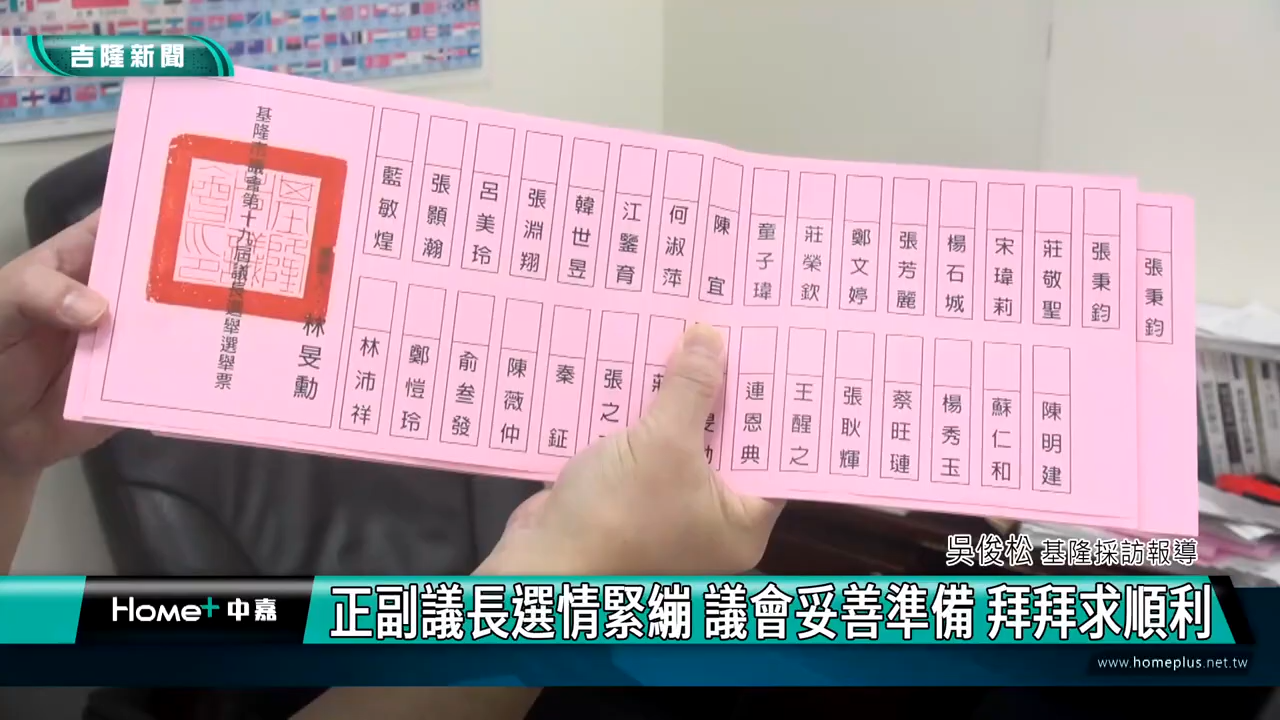 吉隆新聞
基隆市議會第十九屆議長選舉選舉票
林旻勳
張秉鈞
張秉鈞
莊敬聖
宋瑋莉
楊石城
張芳麗
鄭文婷
莊榮欽
童子瑋
陳宜
何淑萍
江鑒育
韓世昱
張淵翔
呂美玲
張顥瀚
藍敏煌
陳明建
蘇仁和
楊秀玉
蔡旺璉
張耿輝
王醒之
連恩典
張之
秦鉦
陳薇仲
俞叁發
鄭愷玲
林沛祥
吳俊松 基隆採訪報導
Home+ 中嘉 正副議長選情緊繃 議會妥善準備 拜拜求順利
www.homeplus.net.tw